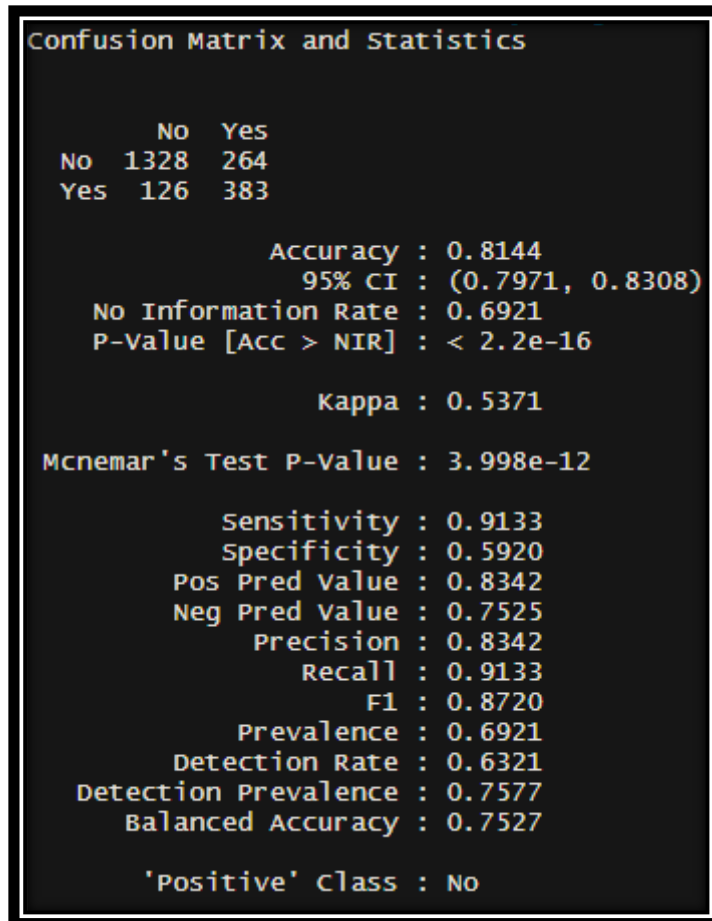 Confusion Matrix and Statistics
No Yes
No 1328 264
Yes 126 383
Accuracy : 0.8144
95% CI : (0.7971, 0.8308)
No Information Rate : 0.6921
P-Value [Acc > NIR] : < 2.2e-16
Kappa : 0.5371
Mcnemar's Test P-Value : 3.998e-12
Sensitivity : 0.9133
Specificity : 0.5920
Pos Pred Value : 0.8342
Neg Pred Value : 0.7525
Precision : 0.8342
Recall : 0.9133
F1 : 0.8720
Prevalence : 0.6921
Detection Rate : 0.6321
Detection Prevalence : 0.7577
Balanced Accuracy : 0.7527
'Positive' Class : No